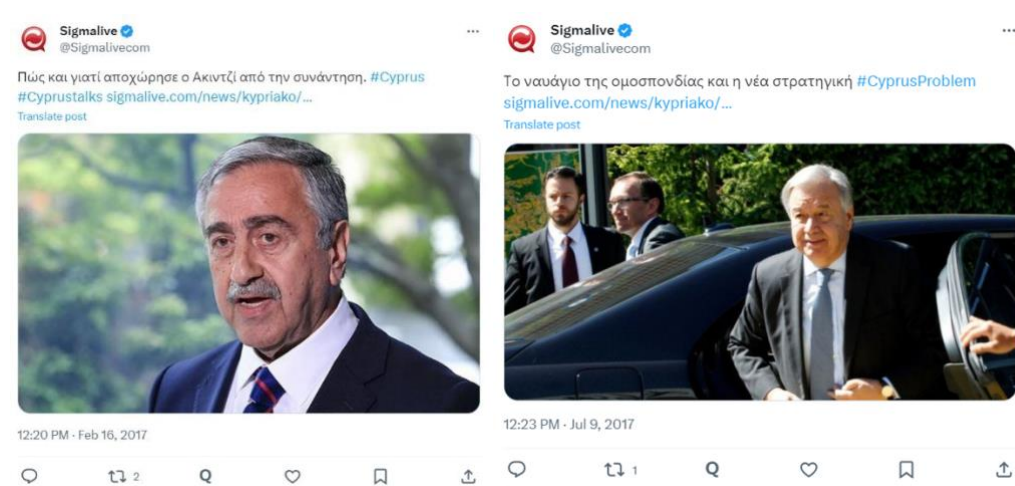 Sigmalive
@Sigmalivecom
Πώς και γιατί αποχώρησε ο Ακιντζί από την συνάντηση. #Cyprus
#Cyprustalks sigmalive.com/news/kypriako/...
Translate post
12:20 PM · Feb 16, 2017
2
Sigmalive
@Sigmalivecom
Το ναυάγιο της ομοσπονδίας και η νέα στρατηγική #CyprusProblem
sigmalive.com/news/kypriako/...
Translate post
12:23 PM · Jul 9, 2017
1